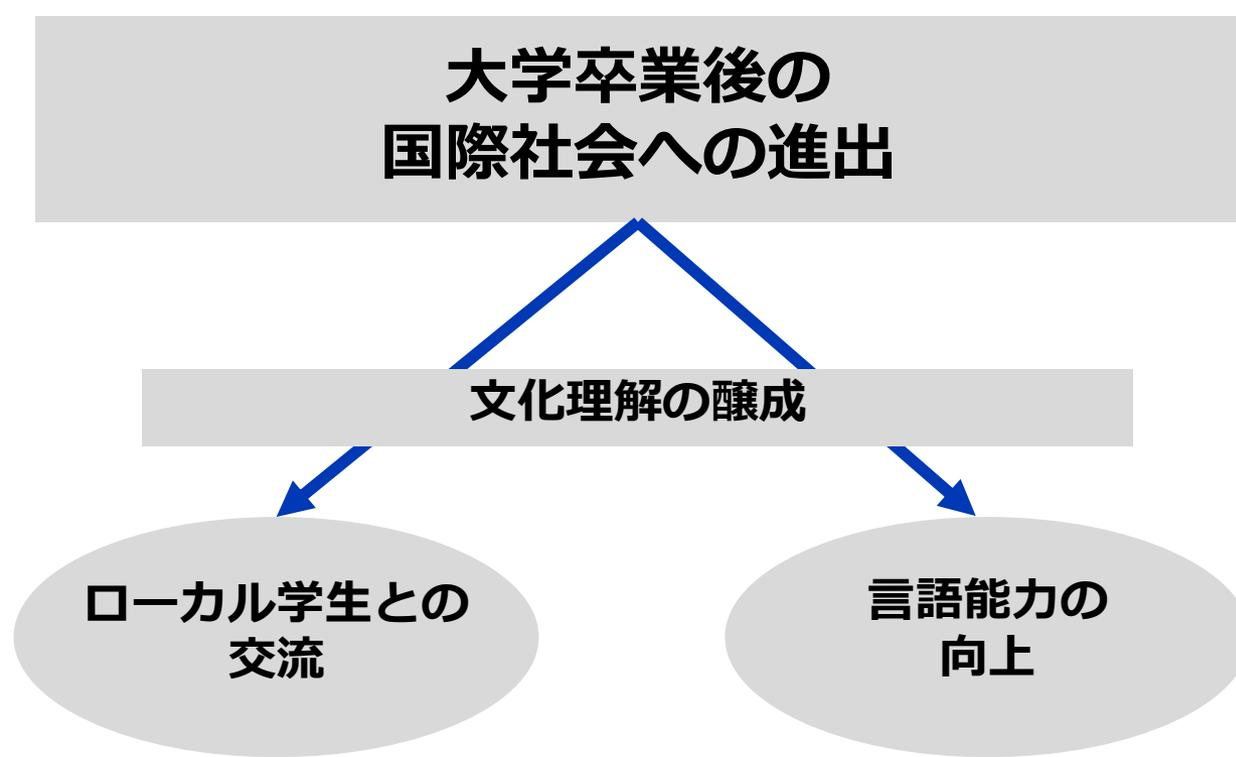 大学卒業後の
国際社会への進出
文化理解の醸成
ローカル学生との
交流
言語能力の
向上